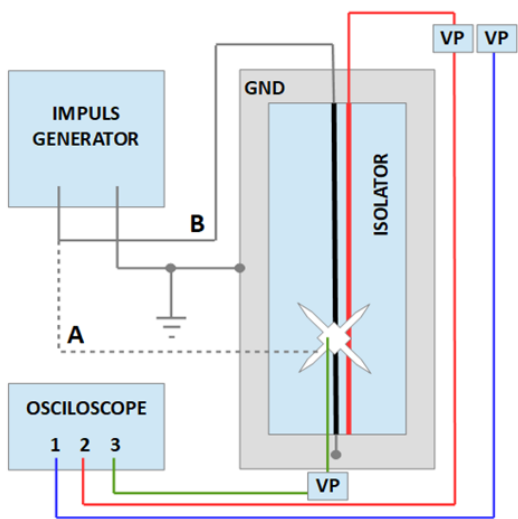 VP VP
GND
IMPULS
GENERATOR
ISOLATOR
B
A
OSCILOSCOPE
1 2 3
VP